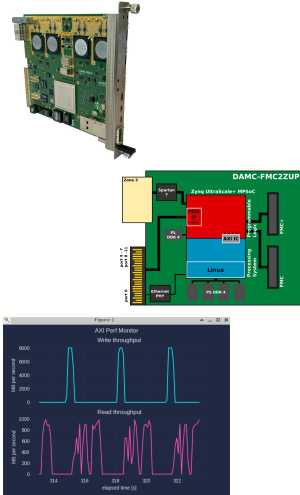 DAMC-FMC2ZUP
Zone 3
Spartan
7
Zynq UltraScale+ MPSoC
PCIe
Programmable
Logic
FMC+
PL
DDR 4
AXI IC
port 4 - 7
port 8 - 11
Linux
Processing
System
FMC
port 0
Ethernet
PHY
PS DDR 4
Figure 1
AXI Perf Monitor
Write throughput
MB per second
8000
6000
4000
2000
0
Read throughput
MB per second
1000
800
600
400
200
0
314
316
318
320
322
elapsed time [s]